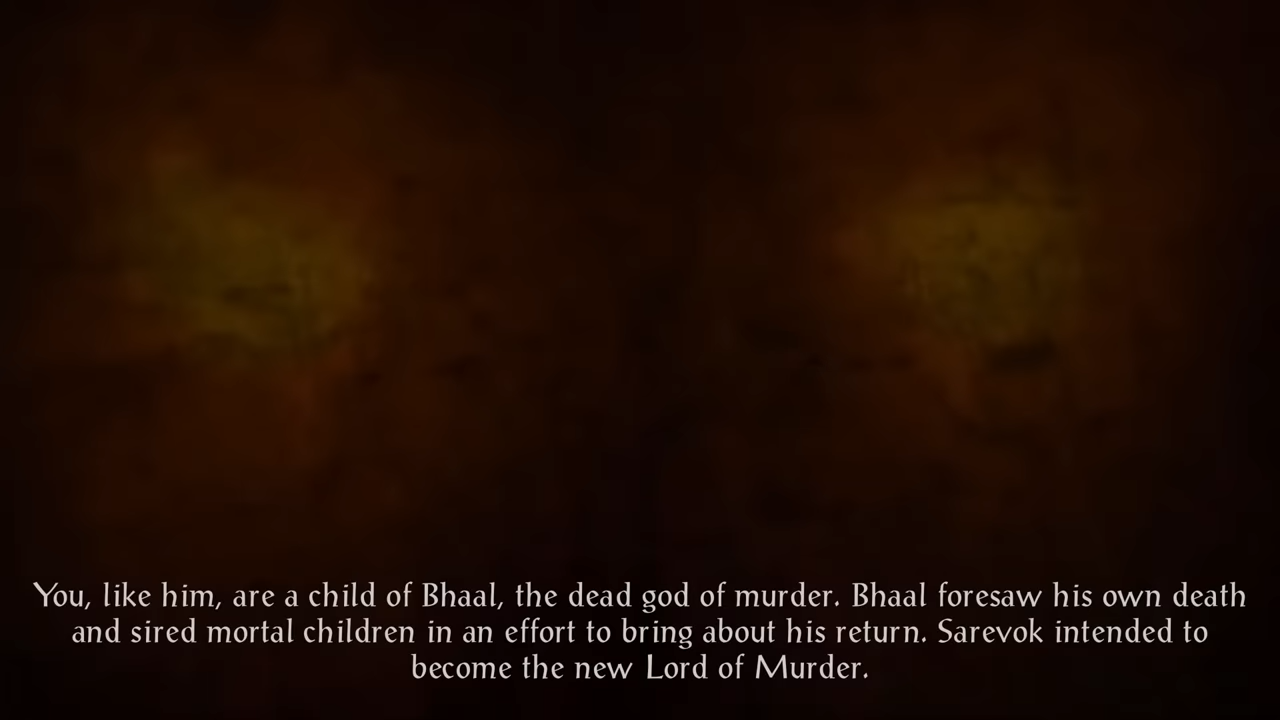 You, like him, are a child of Bhaal, the dead god of murder. Bhaal foresaw his own death
and sired mortal children in an effort to bring about his return. Sarevok intended to
become the new Lord of Murder.